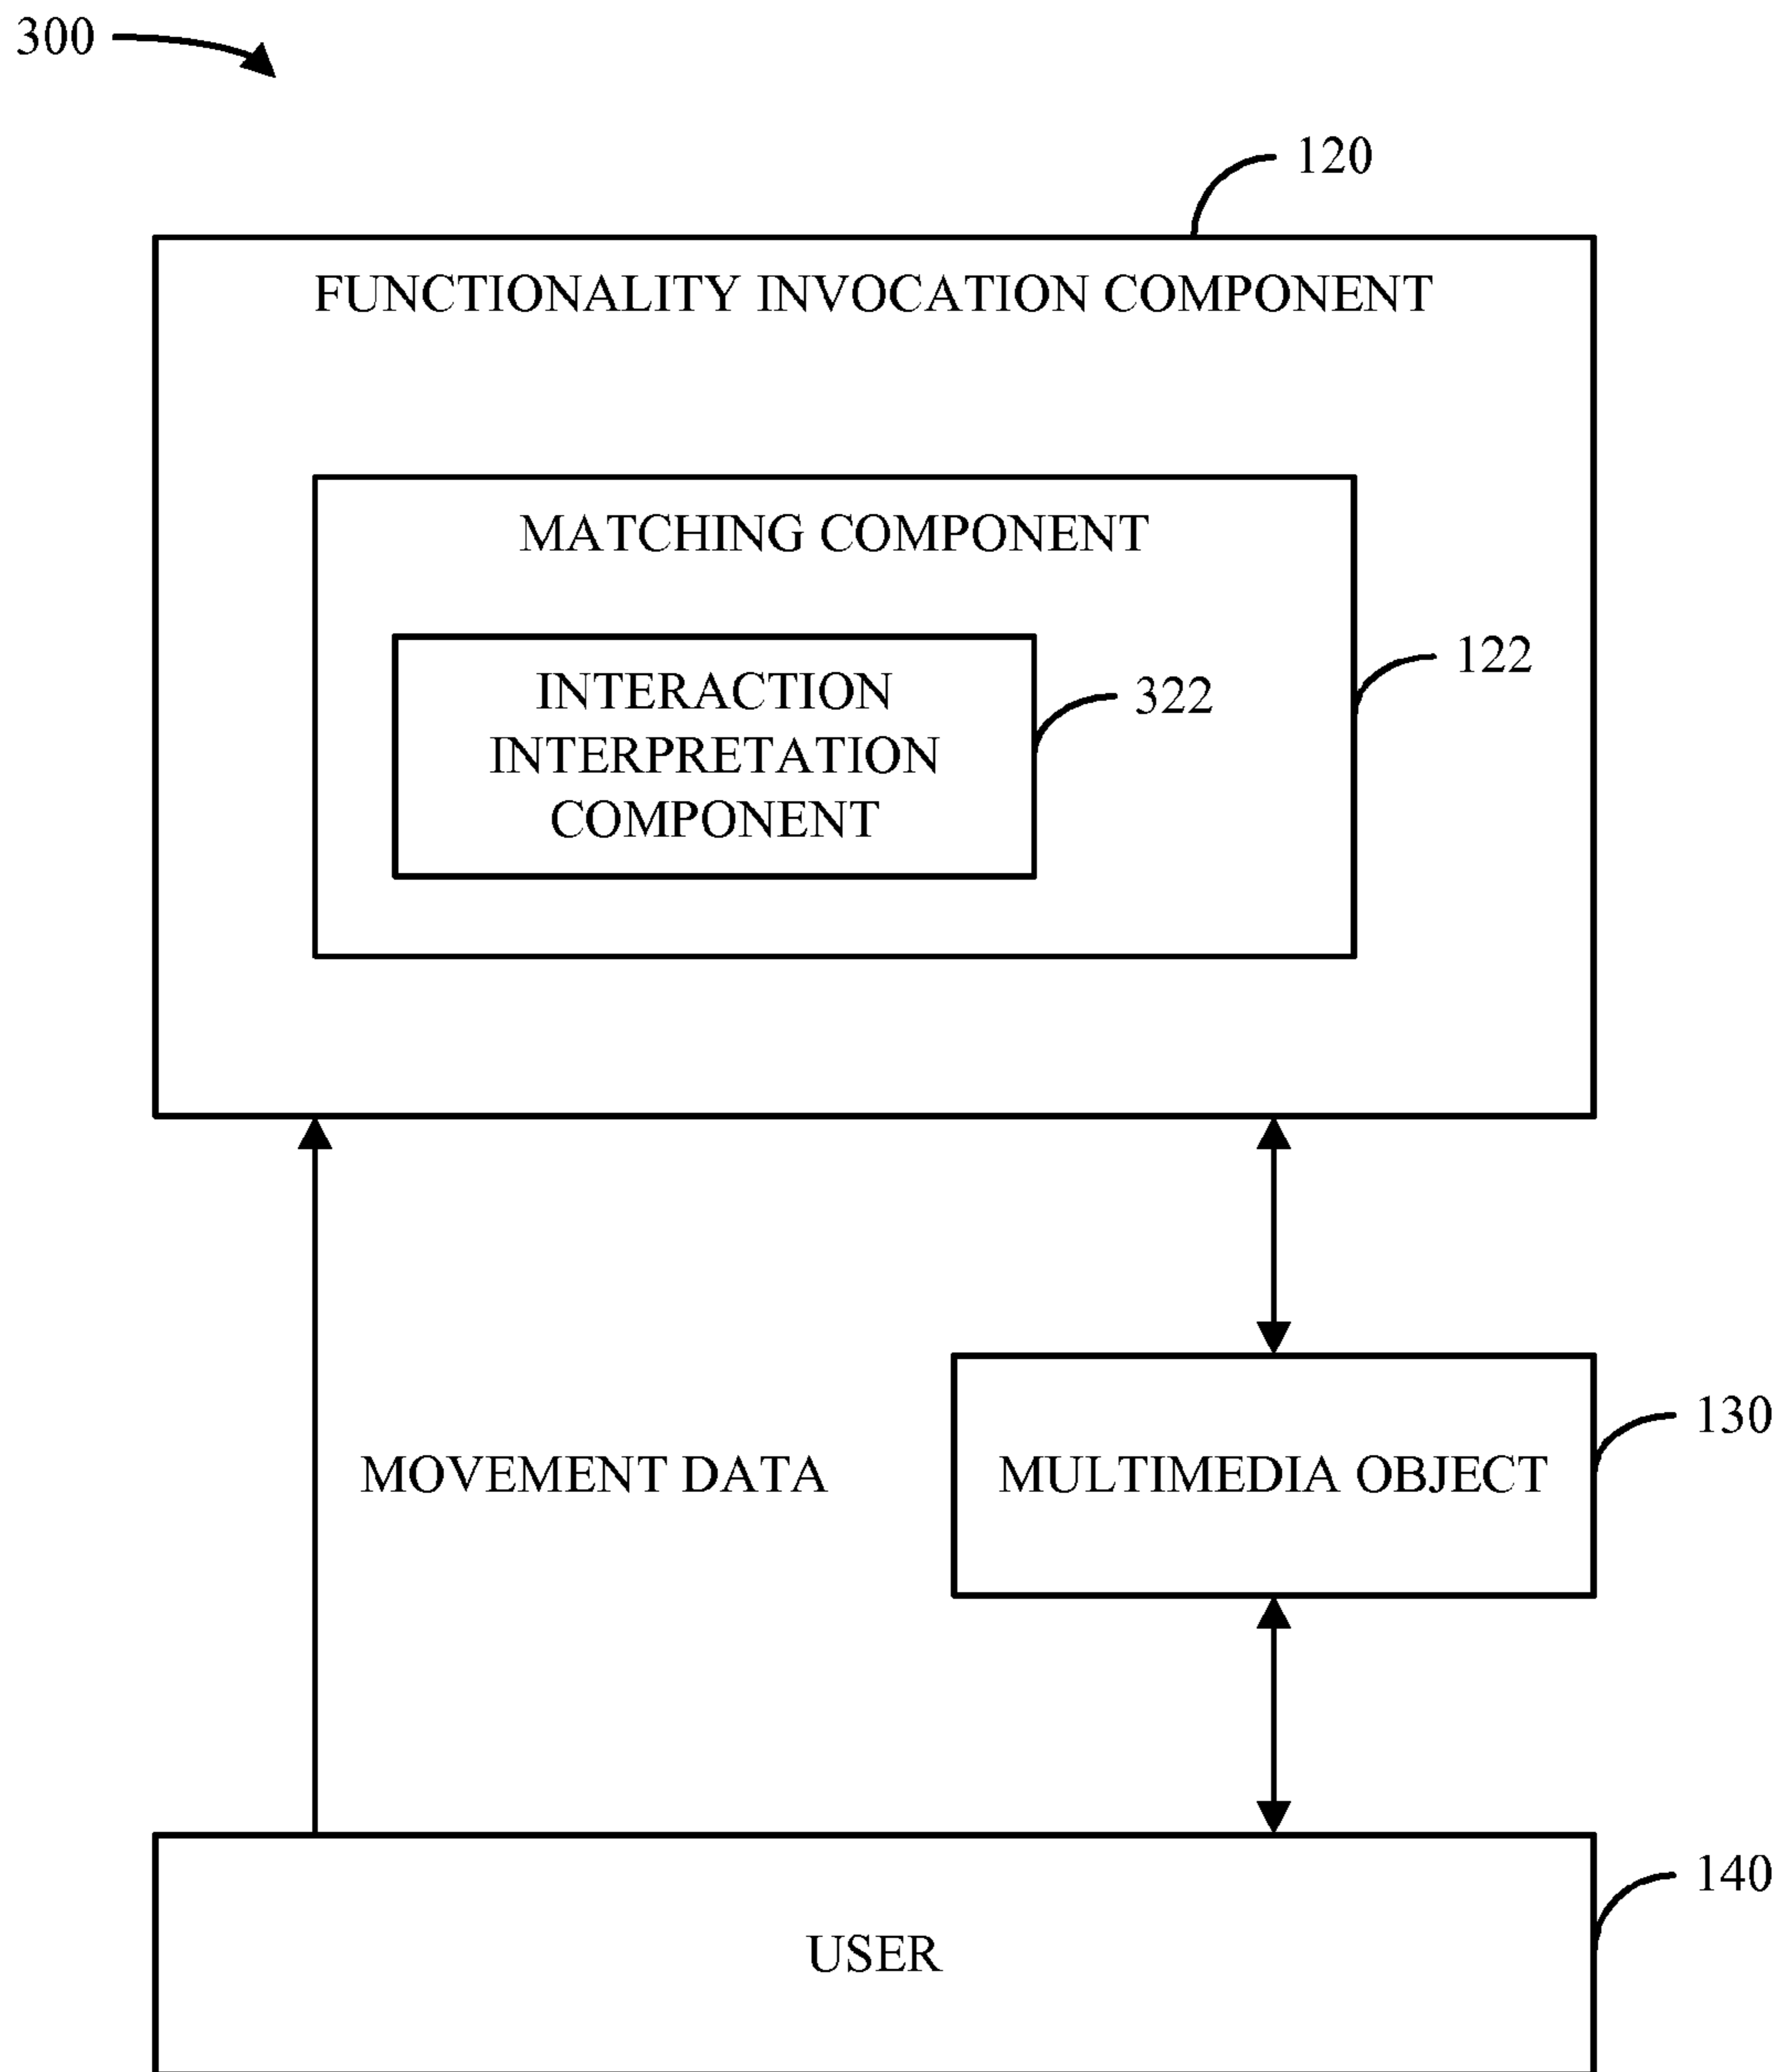 300
120
FUNCTIONALITY INVOCATION COMPONENT
MATCHING COMPONENT
122
INTERACTION
INTERPRETATION
COMPONENT
322
130
MOVEMENT DATA
MULTIMEDIA OBJECT
140
USER